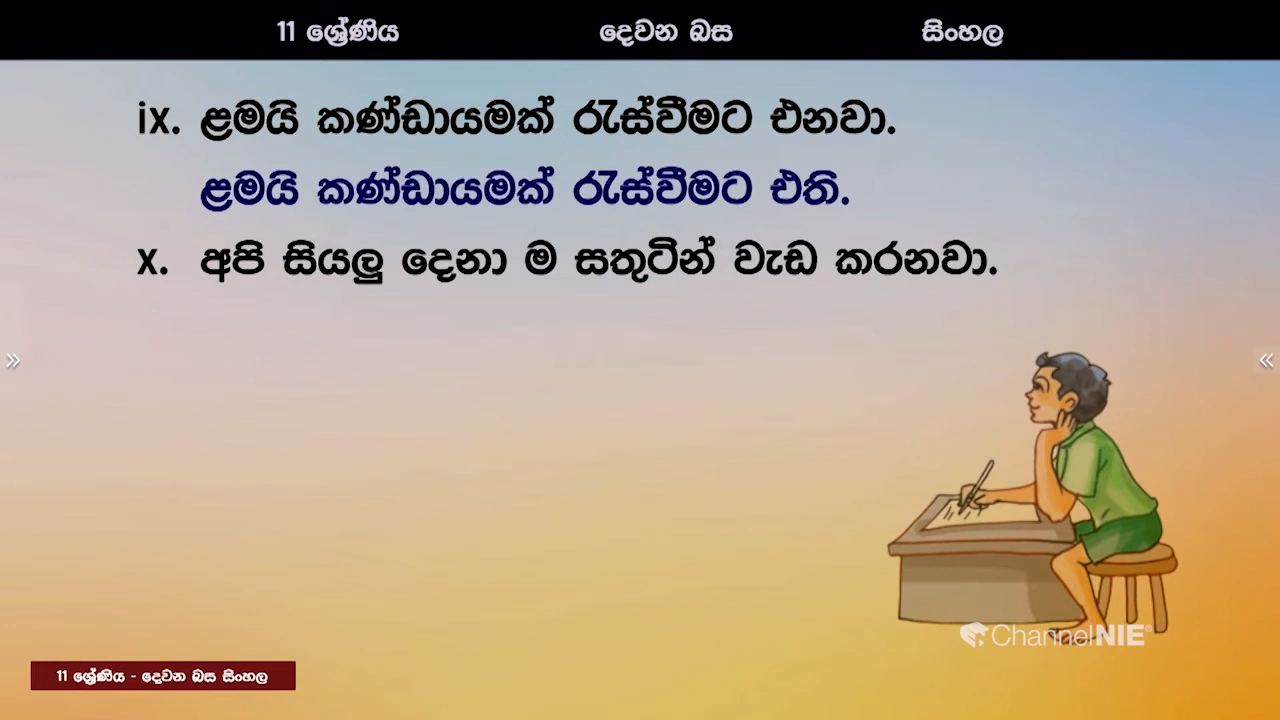 11 ශ්‍රේණිය දෙවන බස සිංහල
ix. ළමයි කණ්ඩායමක් රැස්වීමට එනවා.
ළමයි කණ්ඩායමක් රැස්වීමට එති.
x. අපි සියලු දෙනා ම සතුටින් වැඩ කරනවා.
ChannelNIE
11 ශ්‍රේණිය - දෙවන බස සිංහල